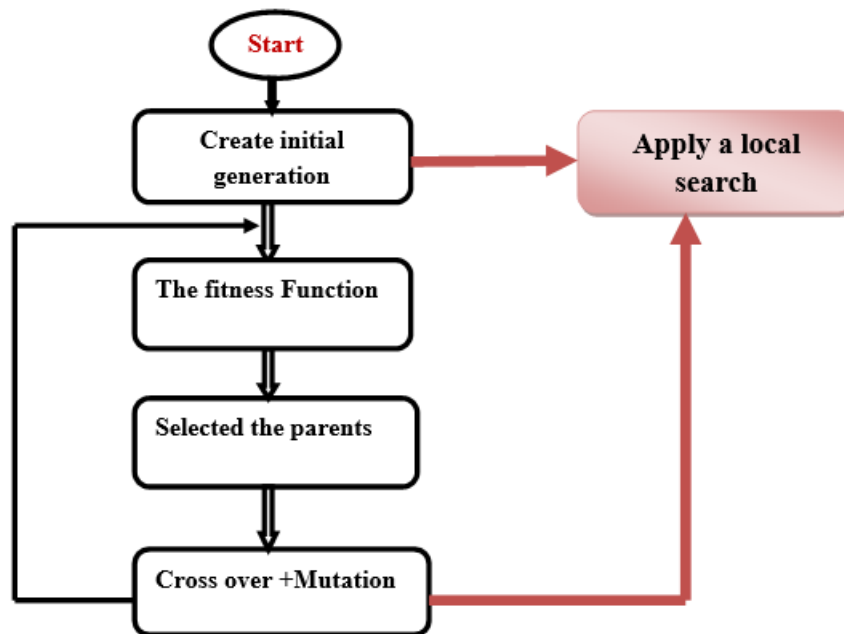 Start
Create initial
generation
Apply a local
search
The fitness Function
Selected the parents
Cross over +Mutation